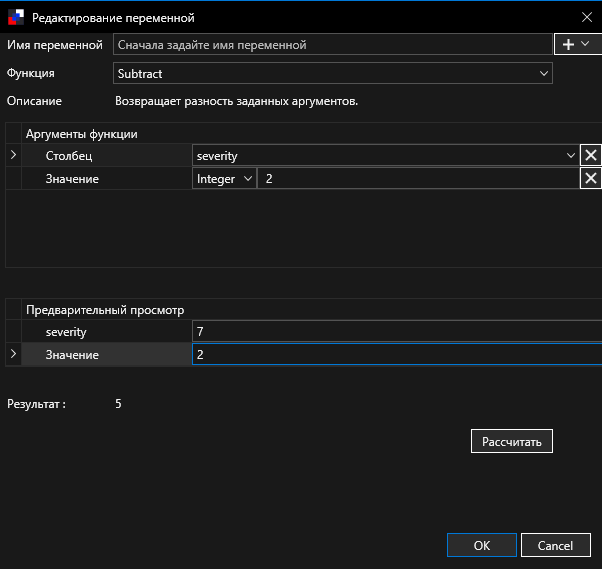 Редактирование переменной
Имя переменной Сначала задайте имя переменной
Функция Subtract
Описание Возвращает разность заданных аргументов.
Аргументы функции
Столбец severity
Значение Integer 2
Предварительный просмотр
severity 7
Значение 2
Результат : 5
Рассчитать
OK Cancel